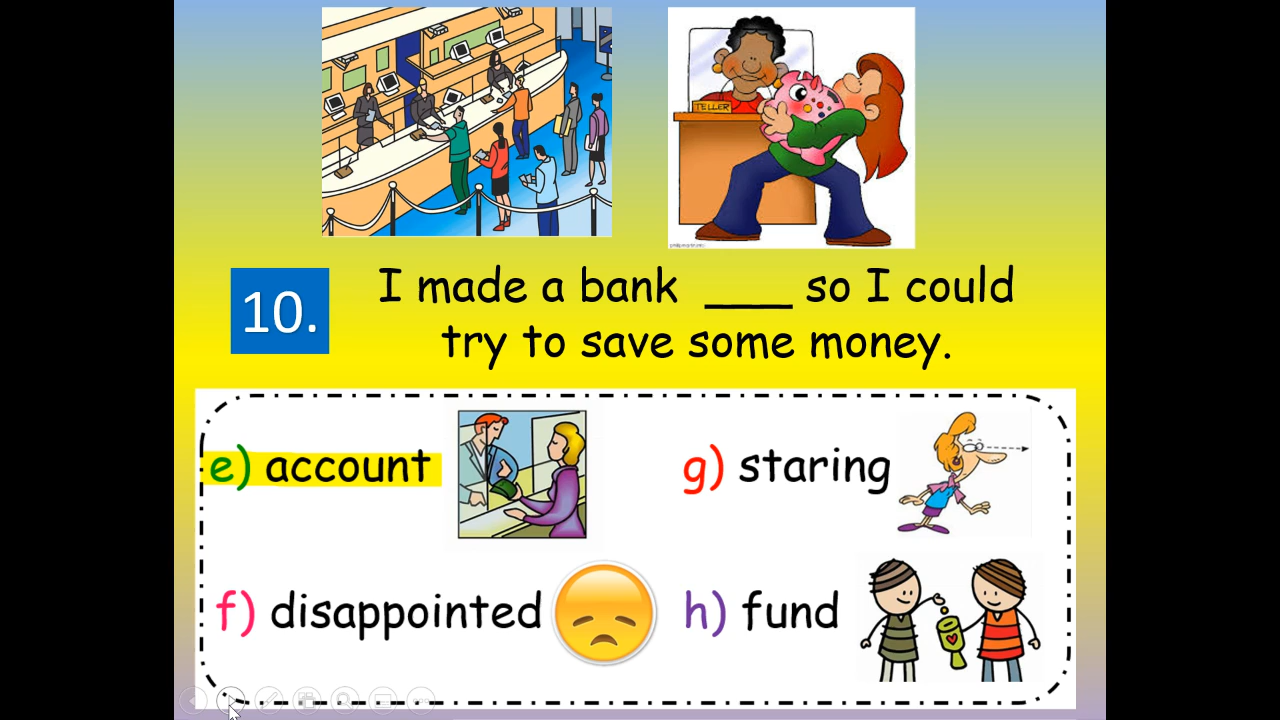 TELLER
10.
I made a bank ___ so I could
try to save some money.
e) account
g) staring
f) disappointed
h) fund